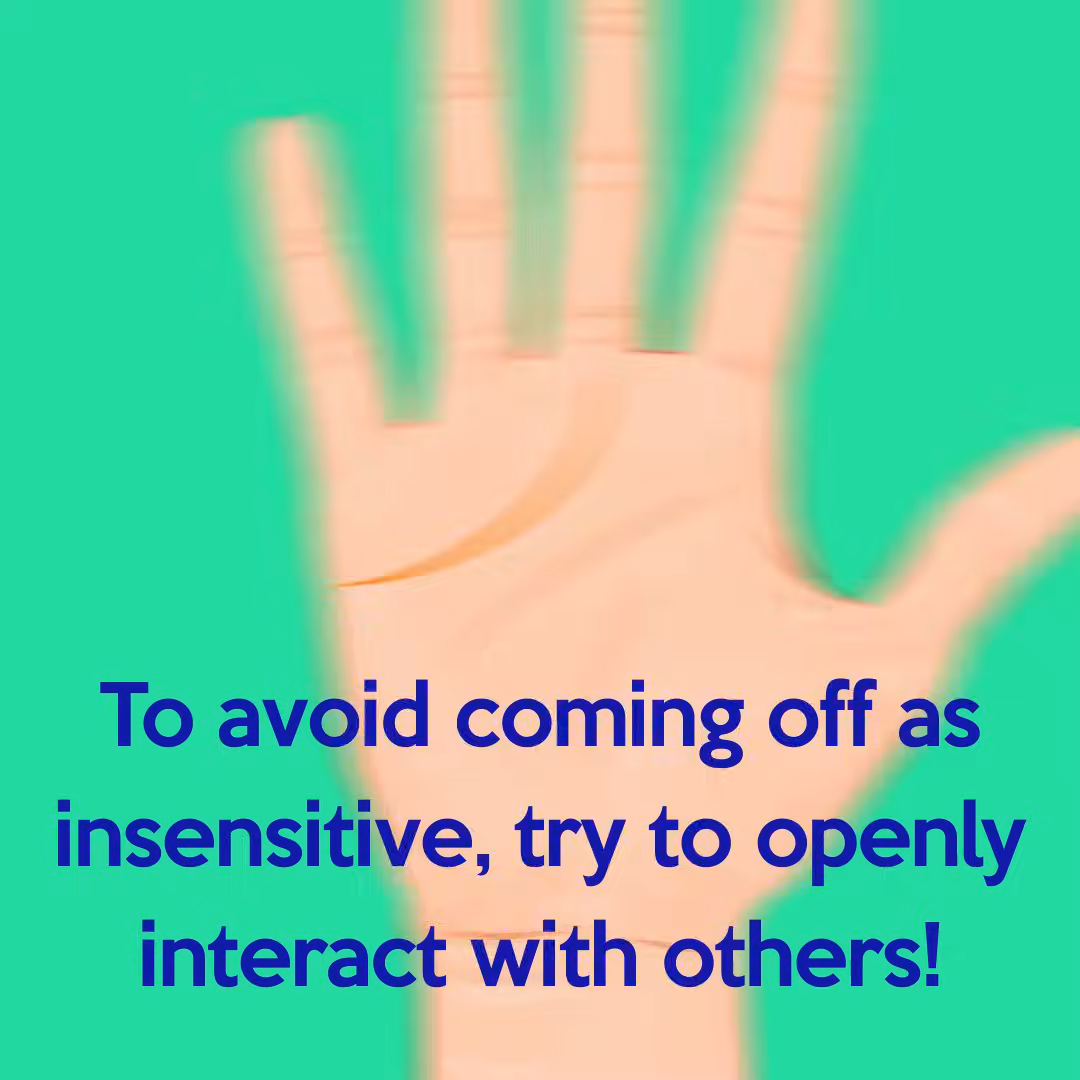 To avoid coming off as
insensitive, try to openly
interact with others!